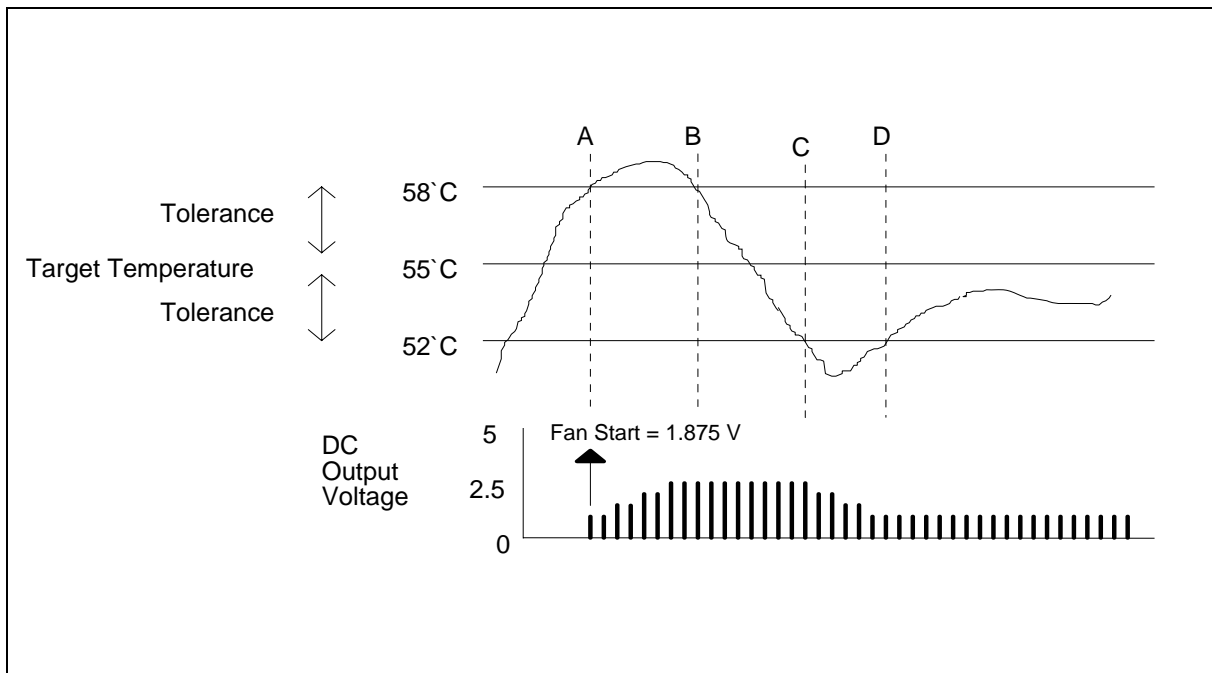 A
B
C
D
58`C
Tolerance
Target Temperature
55`C
Tolerance
52`C
5
Fan Start = 1.875 V
DC
Output
Voltage
2.5
0